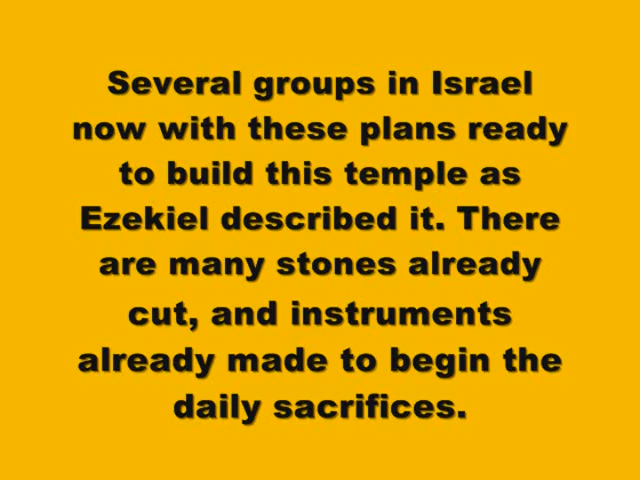 Several groups in Israel
now with these plans ready
to build this temple as
Ezekiel described it. There
are many stones already
cut, and instruments
already made to begin the
daily sacrifices.